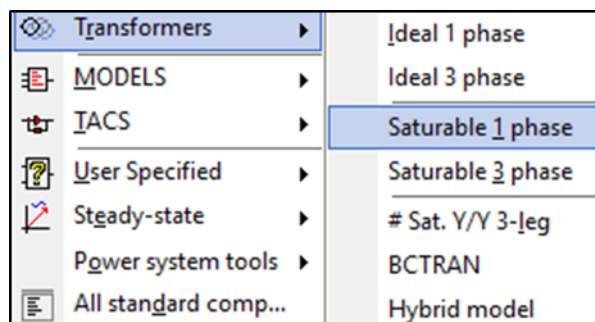 Transformers
MODELS
TACS
User Specified
Steady-state
Power system tools
All standard comp...
Ideal 1 phase
Ideal 3 phase
Saturable 1 phase
Saturable 3 phase
# Sat. Y/Y 3-leg
BCTRAN
Hybrid model